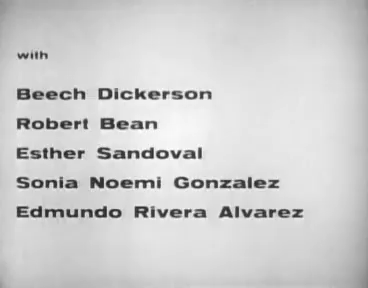 with
Beech Dickerson
Robert Bean
Esther Sandoval
Sonia Noemi Gonzalez
Edmundo Rivera Alvarez